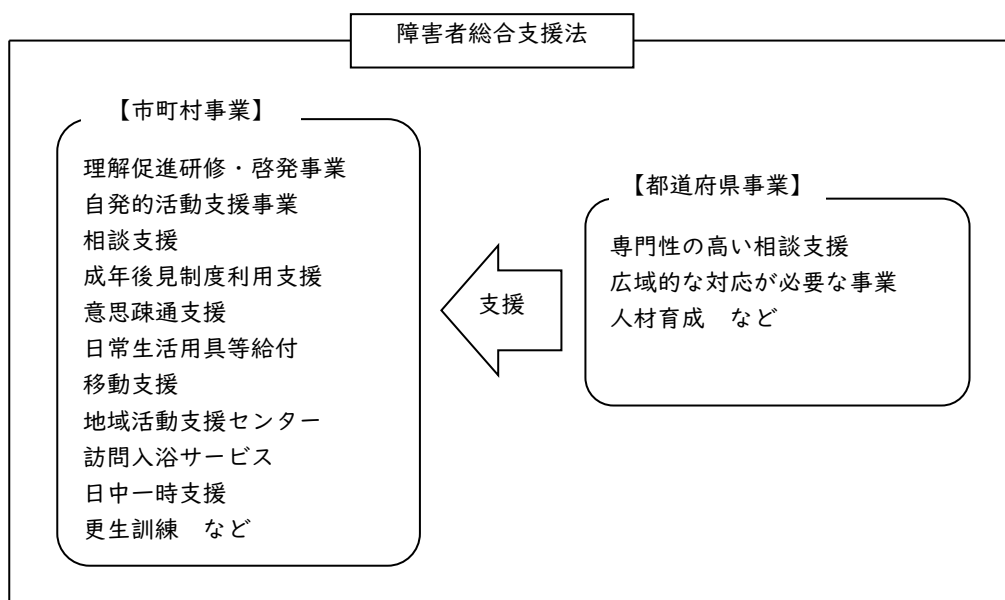 障害者総合支援法
【市町村事業】
理解促進研修・啓発事業
自発的活動支援事業
相談支援
成年後見制度利用支援
意思疎通支援
日常生活用具等給付
移動支援
地域活動支援センター
訪問入浴サービス
日中一時支援
更生訓練　など
支援
【都道府県事業】
専門性の高い相談支援
広域的な対応が必要な事業
人材育成　など